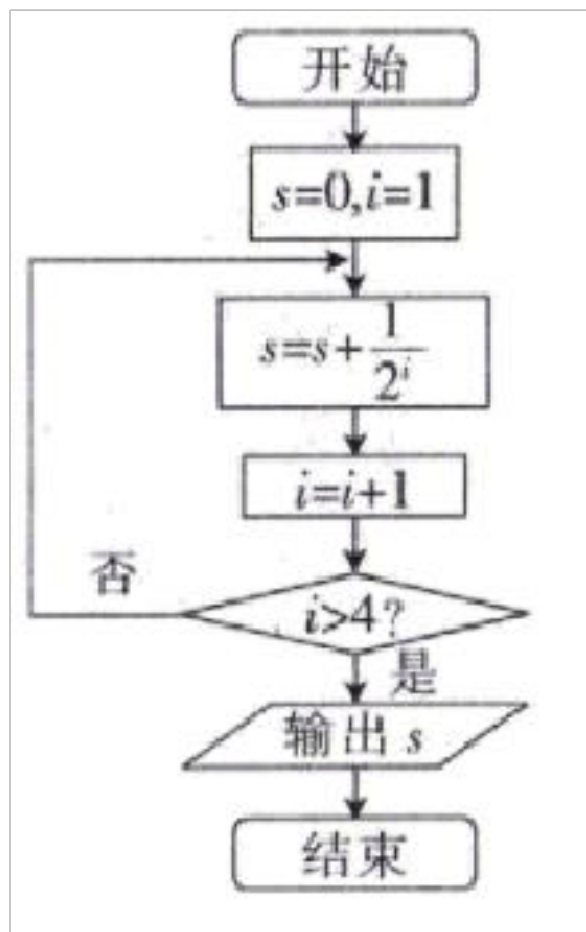 开始
s=0,i=1
s=s+1/2^i
i=i+1
否
i>4?
是
输出 s
结束